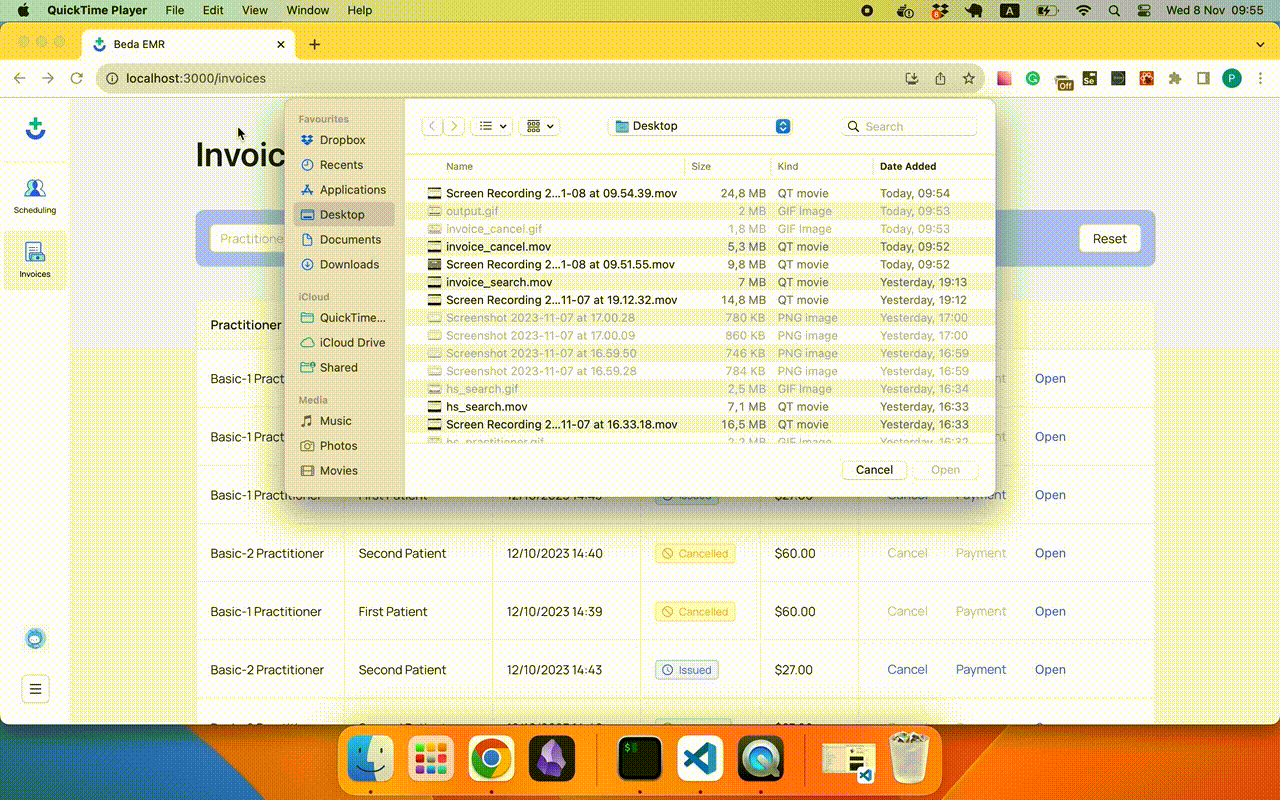 QuickTime Player File Edit View Window Help A Wed 8 Nov 09:55
Beda EMR
localhost:3000/invoices Off Se P
Scheduling
Invoices
Invoic
Practitione
Reset
Practitioner
Favourites
Dropbox
Recents
Applications
Desktop
Documents
Downloads
iCloud
QuickTime...
iCloud Drive
Shared
Media
Music
Photos
Movies
Desktop Search
Name Size Kind Date Added
Screen Recording 2...1-08 at 09.54.39.mov 24,8 MB QT movie Today, 09:54
output.gif 2 MB GIF Image Today, 09:53
invoice_cancel.gif 1,8 MB GIF Image Today, 09:53
invoice_cancel.mov 5,3 MB QT movie Today, 09:52
Screen Recording 2...1-08 at 09.51.55.mov 9,8 MB QT movie Today, 09:52
invoice_search.mov 7 MB QT movie Yesterday, 19:13
Screen Recording 2...11-07 at 19.12.32.mov 14,8 MB QT movie Yesterday, 19:12
Screenshot 2023-11-07 at 17.00.28 780 KB PNG image Yesterday, 17:00
Screenshot 2023-11-07 at 17.00.09 860 KB PNG image Yesterday, 17:00
Screenshot 2023-11-07 at 16.59.50 746 KB PNG image Yesterday, 16:59
Screenshot 2023-11-07 at 16.59.28 784 KB PNG image Yesterday, 16:59
hs_search.gif 2,5 MB GIF Image Yesterday, 16:34
hs_search.mov 7,1 MB QT movie Yesterday, 16:33
Screen Recording 2...11-07 at 16.33.18.mov 16,5 MB QT movie Yesterday, 16:33
hs_practitioner.gif 2,2 MB GIF Image Yesterday, 16:32
Cancel Open
Basic-1 Pract nt Open
Basic-1 Pract Open
Basic-1 Practitioner First Patient 12/10/2023 14:43 Issued $27.00 Cancel Payment Open
Basic-2 Practitioner Second Patient 12/10/2023 14:40 Cancelled $60.00 Cancel Payment Open
Basic-1 Practitioner First Patient 12/10/2023 14:39 Cancelled $60.00 Cancel Payment Open
Basic-2 Practitioner Second Patient 12/10/2023 14:43 Issued $27.00 Cancel Payment Open